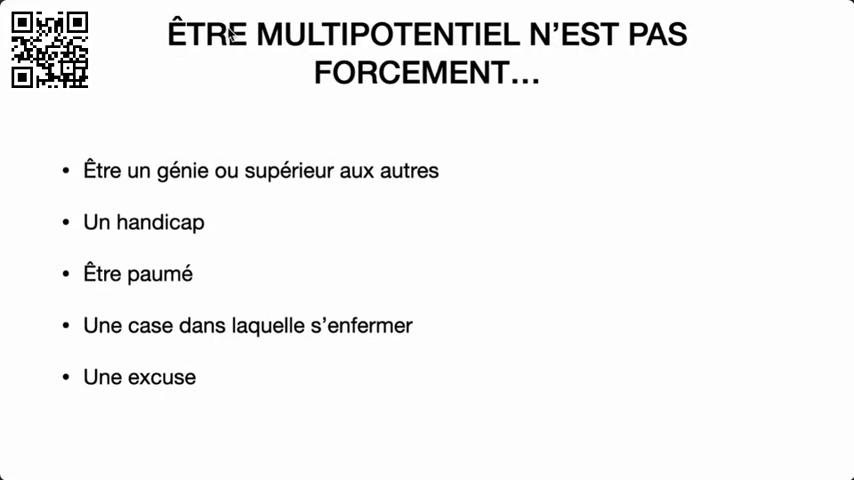 ÊTRE MULTIPOTENTIEL N’EST PAS
FORCEMENT…
• Être un génie ou supérieur aux autres
• Un handicap
• Être paumé
• Une case dans laquelle s’enfermer
• Une excuse